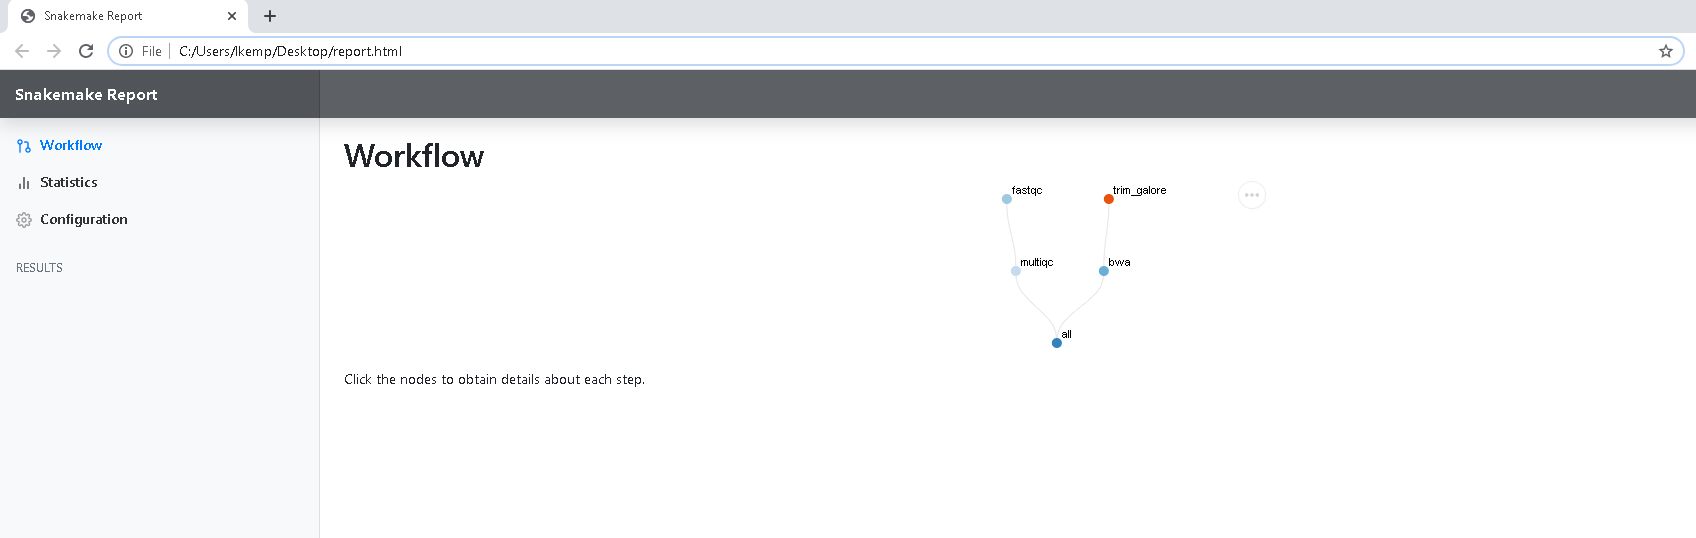 Snakemake Report
File C:/Users/lkemp/Desktop/report.html
Snakemake Report
Workflow
Statistics
Configuration
RESULTS
Workflow
fastqc trim_galore
multiqc bwa
all
Click the nodes to obtain details about each step.